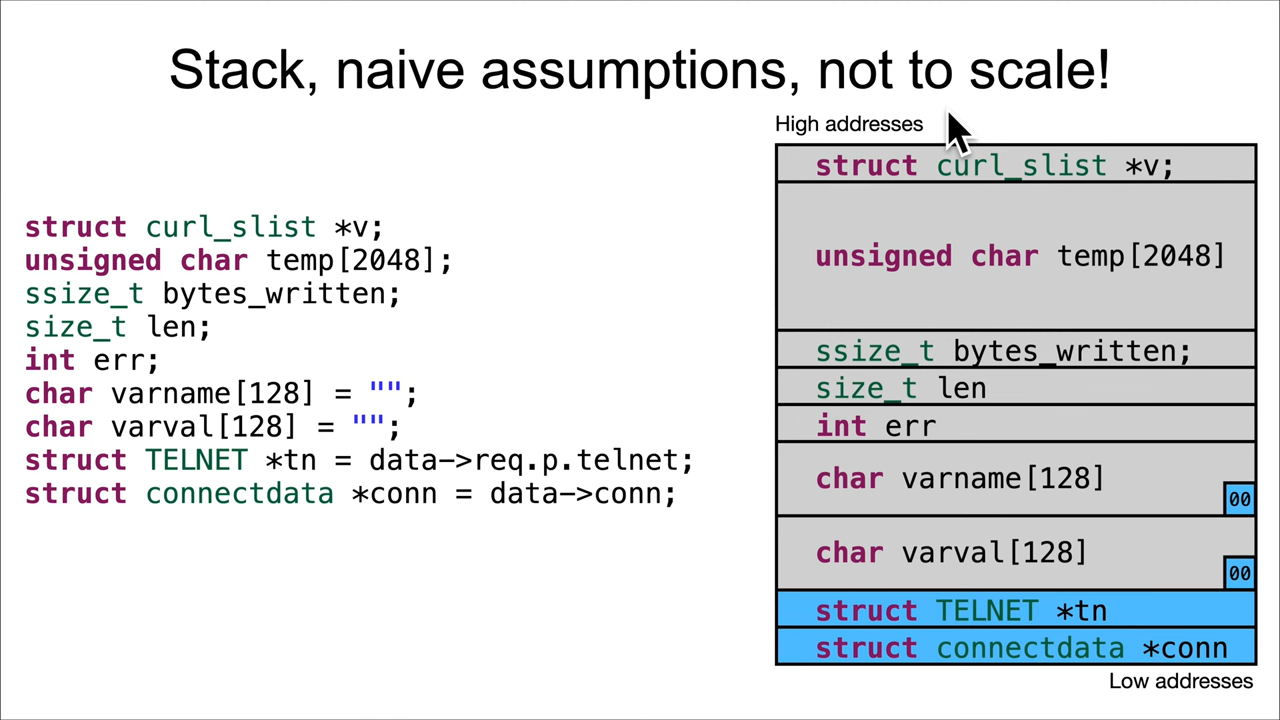 Stack, naive assumptions, not to scale!
High addresses
struct curl_slist *v;
unsigned char temp[2048];
ssize_t bytes_written;
size_t len;
int err;
char varname[128] = "";
char varval[128] = "";
struct TELNET *tn = data->req.p.telnet;
struct connectdata *conn = data->conn;
struct curl_slist *v;
unsigned char temp[2048]
ssize_t bytes_written;
size_t len
int err
char varname[128]
00
char varval[128]
00
struct TELNET *tn
struct connectdata *conn
Low addresses